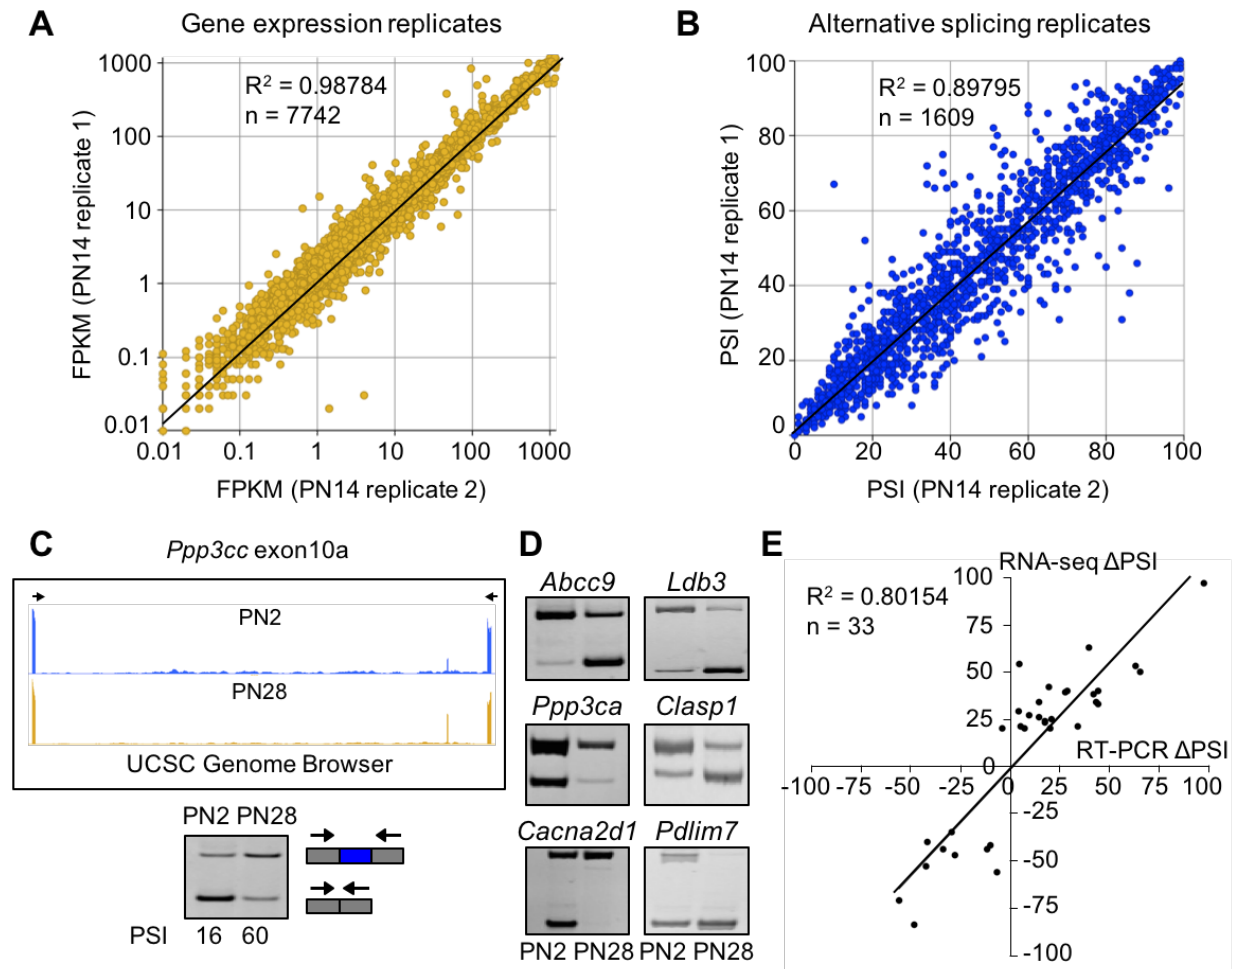 A
Gene expression replicates
R² = 0.98784
n = 7742
1000
100
10
1
0.1
0.01
FPKM (PN14 replicate 1)
0.01 0.1 1 10 100 1000
FPKM (PN14 replicate 2)
B
Alternative splicing replicates
R² = 0.89795
n = 1609
100
80
60
40
20
0
PSI (PN14 replicate 1)
0 20 40 60 80 100
PSI (PN14 replicate 2)
C
Ppp3cc exon10a
PN2
PN28
UCSC Genome Browser
PN2 PN28
PSI 16 60
D
Abcc9 Ldb3
Ppp3ca Clasp1
Cacna2d1 Pdlim7
PN2 PN28 PN2 PN28
E
RNA-seq ΔPSI
R² = 0.80154
n = 33
100
75
50
25
RT-PCR ΔPSI
0
-100 -75 -50 -25 0 25 50 75 100
-25
-50
-75
-100